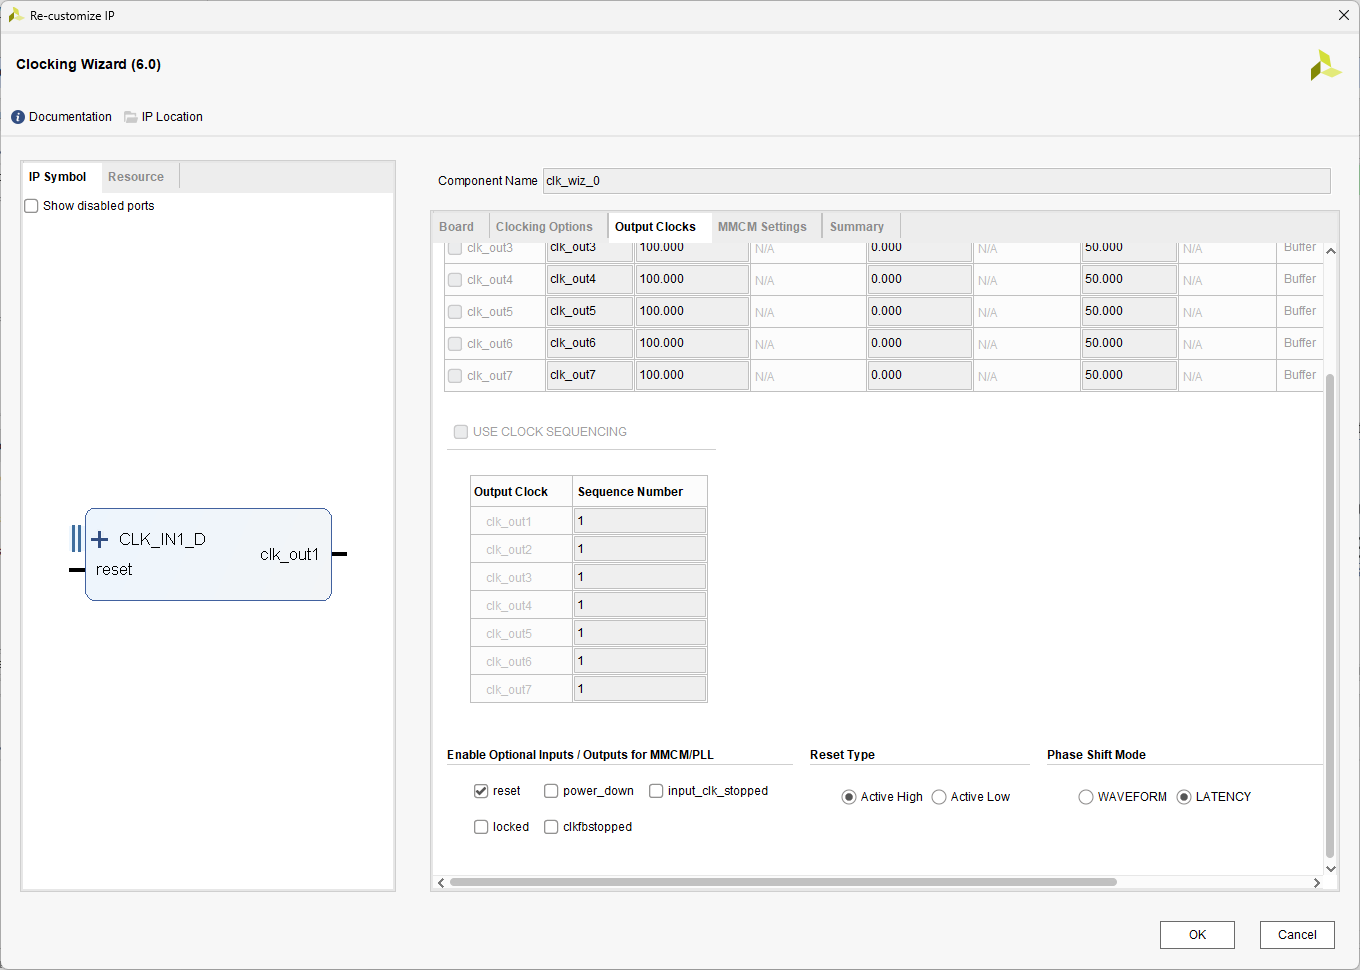 Re-customize IP
Clocking Wizard (6.0)
Documentation IP Location
IP Symbol Resource
Show disabled ports
CLK_IN1_D
reset
clk_out1
Component Name clk_wiz_0
Board Clocking Options Output Clocks MMCM Settings Summary
clk_out3 clk_out3 100.000 N/A 0.000 N/A 50.000 N/A Buffer
clk_out4 clk_out4 100.000 N/A 0.000 N/A 50.000 N/A Buffer
clk_out5 clk_out5 100.000 N/A 0.000 N/A 50.000 N/A Buffer
clk_out6 clk_out6 100.000 N/A 0.000 N/A 50.000 N/A Buffer
clk_out7 clk_out7 100.000 N/A 0.000 N/A 50.000 N/A Buffer
USE CLOCK SEQUENCING
Output Clock Sequence Number
clk_out1 1
clk_out2 1
clk_out3 1
clk_out4 1
clk_out5 1
clk_out6 1
clk_out7 1
Enable Optional Inputs / Outputs for MMCM/PLL
reset power_down input_clk_stopped
locked clkfbstopped
Reset Type
Active High Active Low
Phase Shift Mode
WAVEFORM LATENCY
OK Cancel